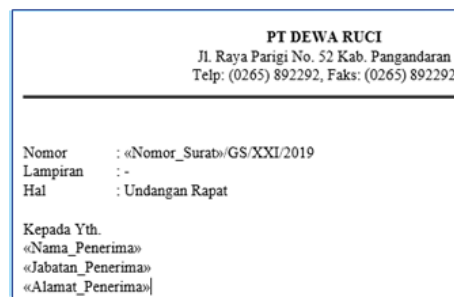 PT DEWA RUCI
Jl. Raya Parigi No. 52 Kab. Pangandaran
Telp: (0265) 892292, Faks: (0265) 892292
Nomor : «Nomor_Surat»/GS/XXI/2019
Lampiran : -
Hal : Undangan Rapat
Kepada Yth.
«Nama_Penerima»
«Jabatan_Penerima»
«Alamat_Penerima»